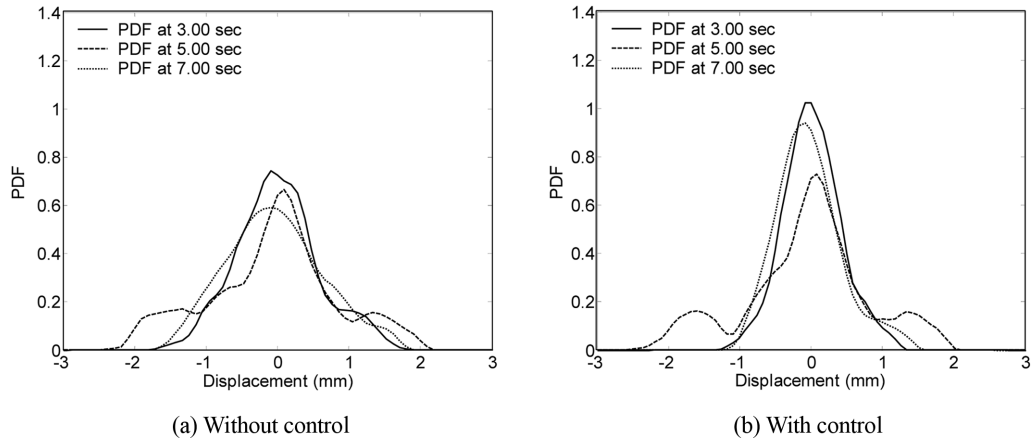 PDF at 3.00 sec
PDF at 5.00 sec
PDF at 7.00 sec
1.4
1.2
1
0.8
0.6
0.4
0.2
0
PDF
-3
-2
-1
0
1
2
3
Displacement (mm)
(a) Without control
PDF at 3.00 sec
PDF at 5.00 sec
PDF at 7.00 sec
1.4
1.2
1
0.8
0.6
0.4
0.2
0
PDF
-3
-2
-1
0
1
2
3
Displacement (mm)
(b) With control